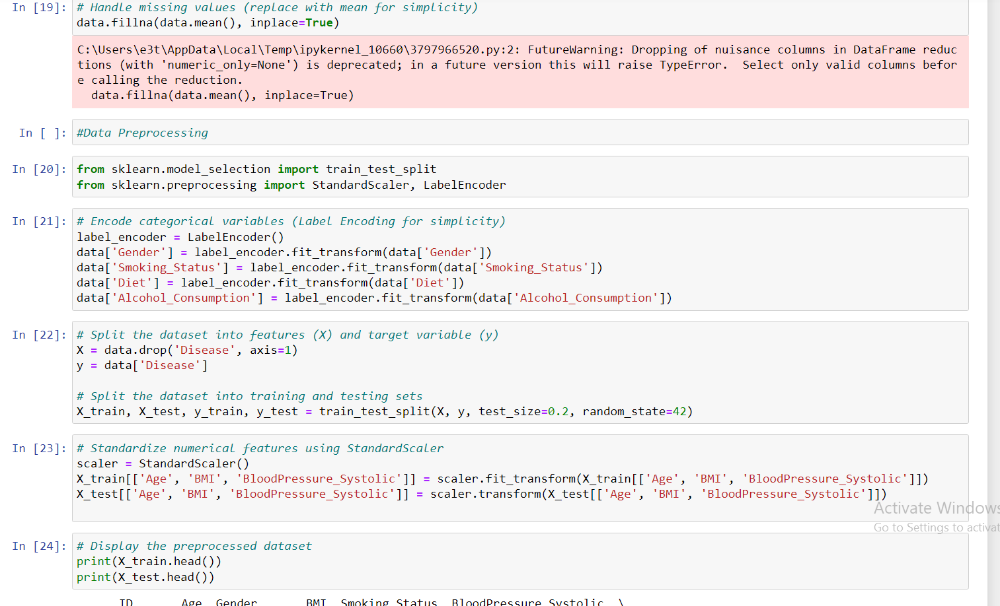 In [19]: # Handle missing values (replace with mean for simplicity)
data.fillna(data.mean(), inplace=True)
C:\Users\e3t\AppData\Local\Temp\ipykernel_10660\3797966520.py:2: FutureWarning: Dropping of nuisance columns in DataFrame reduc
tions (with 'numeric_only=None') is deprecated; in a future version this will raise TypeError.  Select only valid columns befor
e calling the reduction.
  data.fillna(data.mean(), inplace=True)
In [ ]: #Data Preprocessing
In [20]: from sklearn.model_selection import train_test_split
from sklearn.preprocessing import StandardScaler, LabelEncoder
In [21]: # Encode categorical variables (Label Encoding for simplicity)
label_encoder = LabelEncoder()
data['Gender'] = label_encoder.fit_transform(data['Gender'])
data['Smoking_Status'] = label_encoder.fit_transform(data['Smoking_Status'])
data['Diet'] = label_encoder.fit_transform(data['Diet'])
data['Alcohol_Consumption'] = label_encoder.fit_transform(data['Alcohol_Consumption'])
In [22]: # Split the dataset into features (X) and target variable (y)
X = data.drop('Disease', axis=1)
y = data['Disease']
# Split the dataset into training and testing sets
X_train, X_test, y_train, y_test = train_test_split(X, y, test_size=0.2, random_state=42)
In [23]: # Standardize numerical features using StandardScaler
scaler = StandardScaler()
X_train[['Age', 'BMI', 'BloodPressure_Systolic']] = scaler.fit_transform(X_train[['Age', 'BMI', 'BloodPressure_Systolic']])
X_test[['Age', 'BMI', 'BloodPressure_Systolic']] = scaler.transform(X_test[['Age', 'BMI', 'BloodPressure_Systolic']])
Activate Windows
Go to Settings to activat
In [24]: # Display the preprocessed dataset
print(X_train.head())
print(X_test.head())
ID Age Gender BMI Smoking_Status BloodPressure_Systolic \